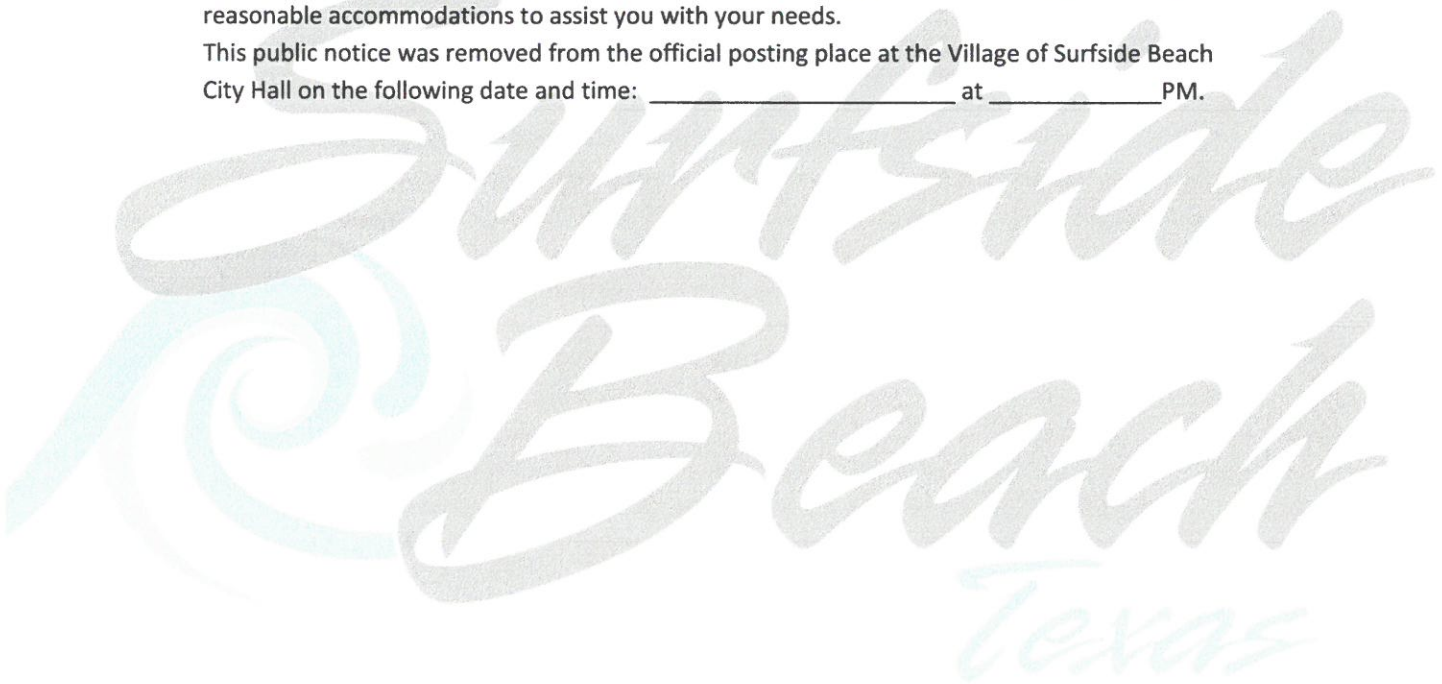 reasonable accommodations to assist you with your needs.
This public notice was removed from the official posting place at the Village of Surfside Beach
City Hall on the following date and time: ____________________ at ____________PM.
Surfside
Beach
Texas